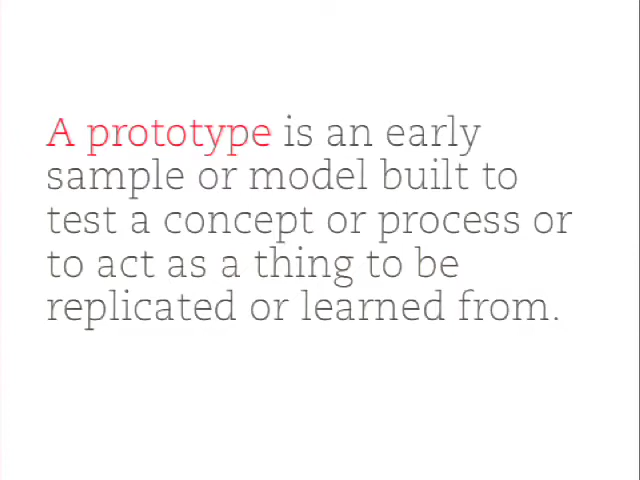 A prototype is an early
sample or model built to
test a concept or process or
to act as a thing to be
replicated or learned from.